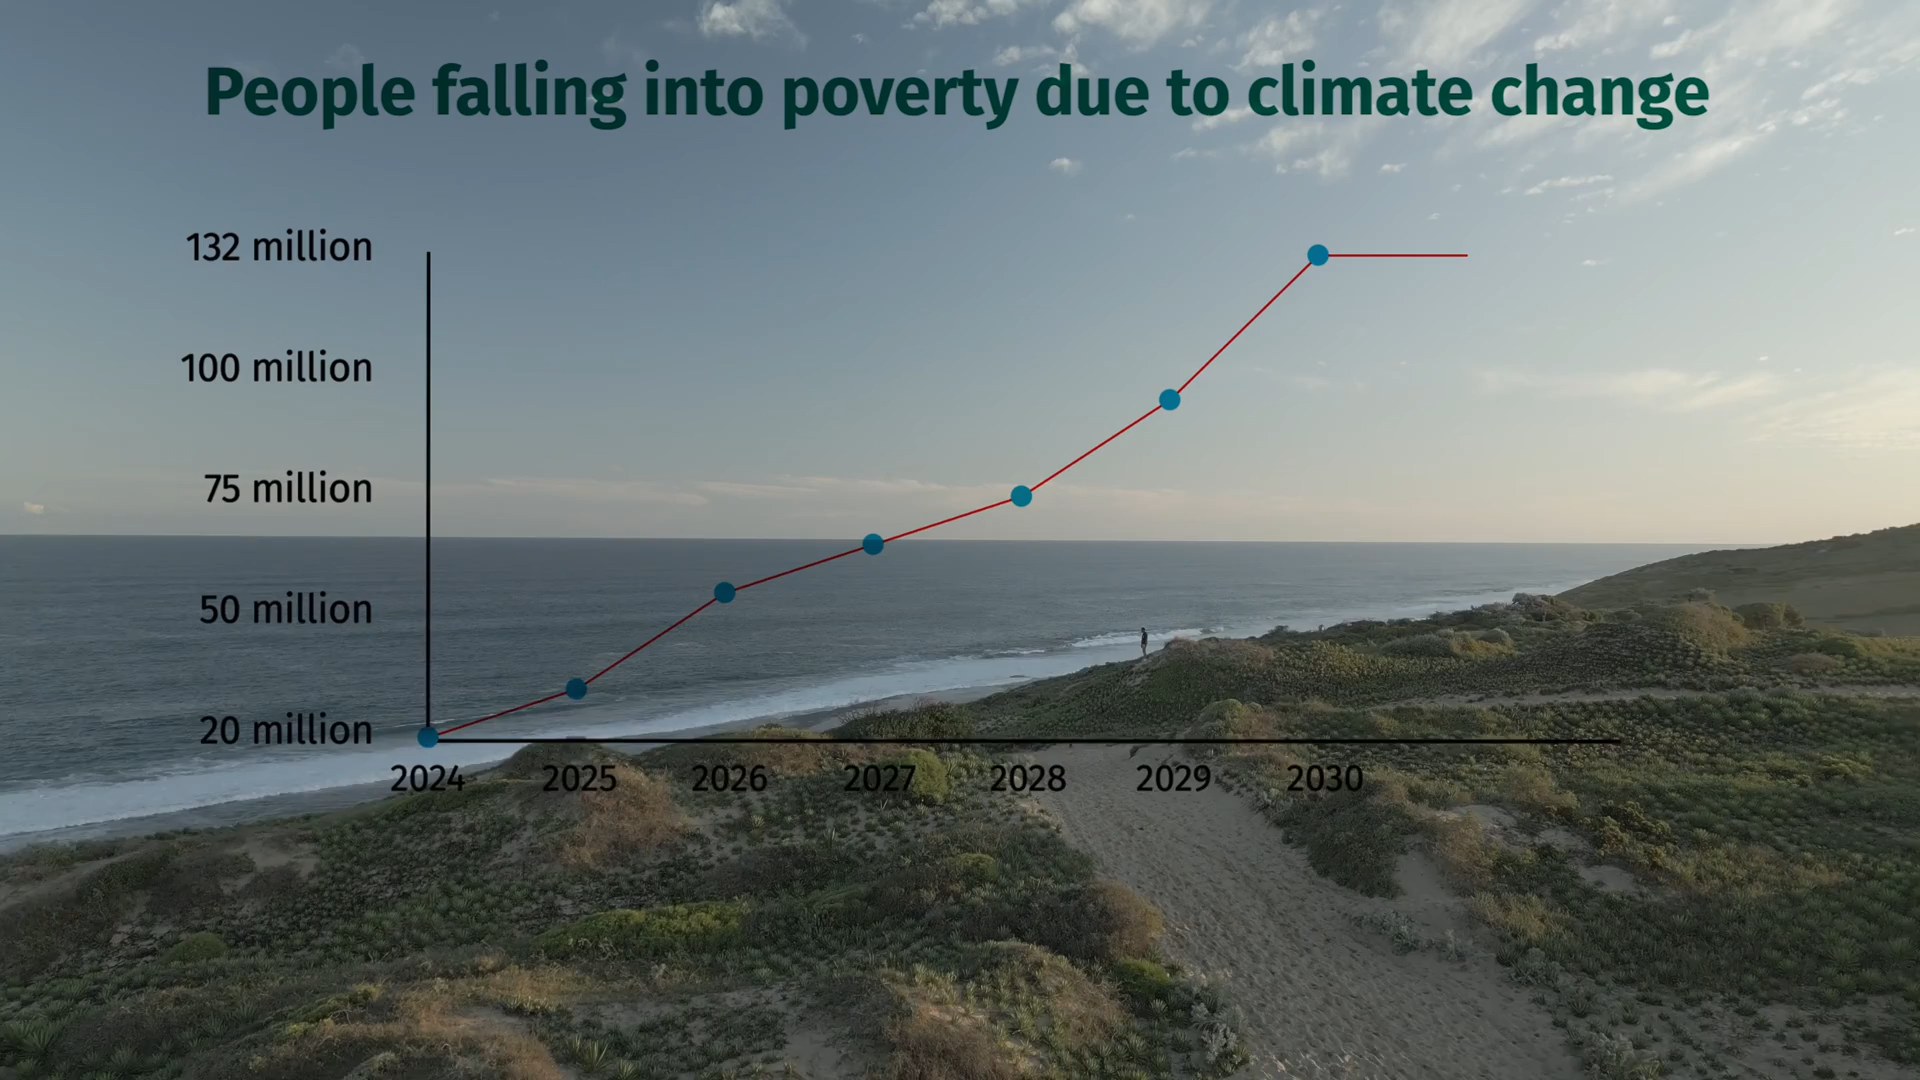 People falling into poverty due to climate change
132 million
100 million
75 million
50 million
20 million
2024 2025 2026 2027 2028 2029 2030